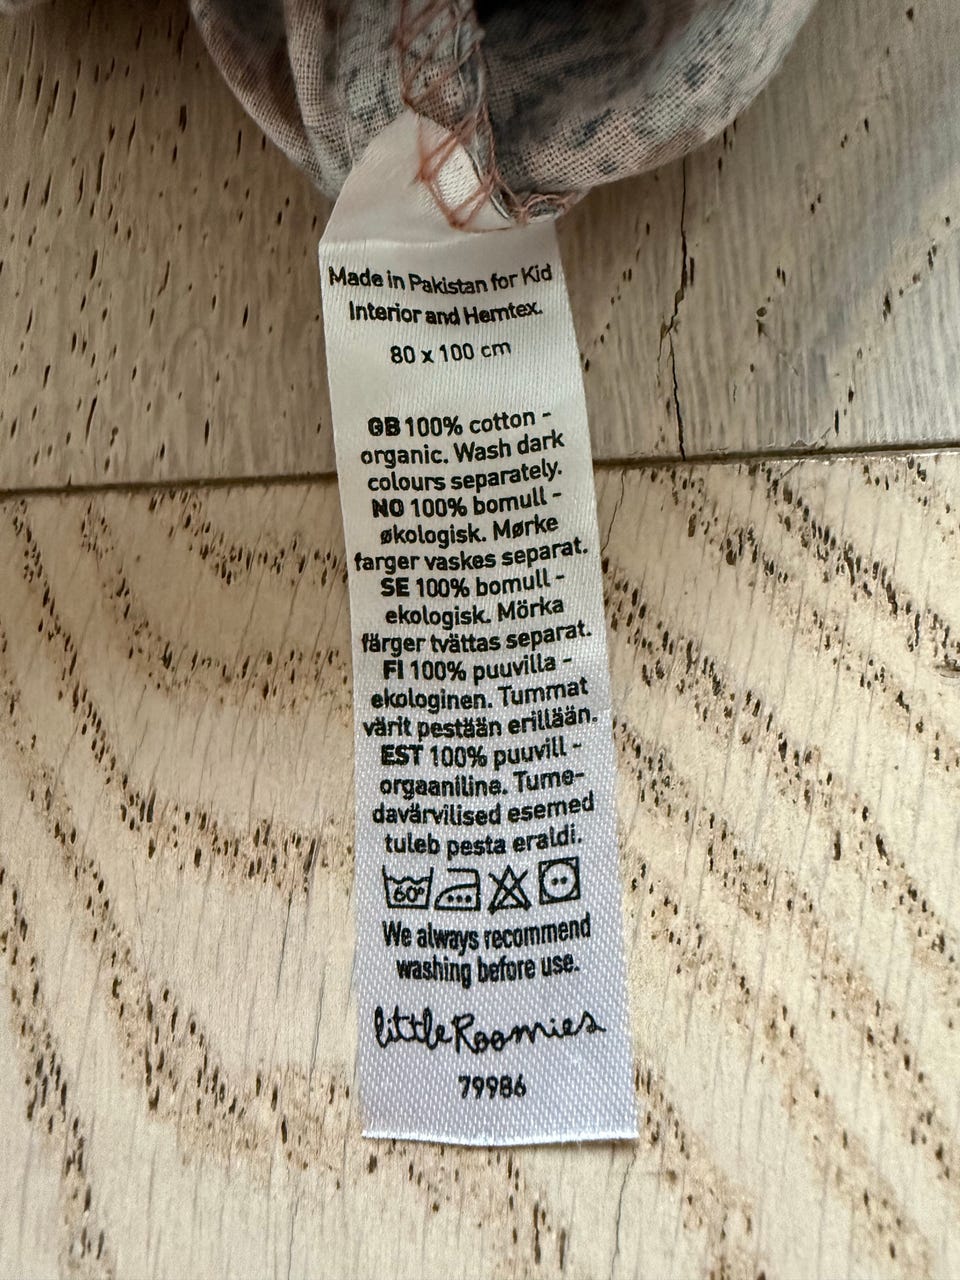 Made in Pakistan for Kid
Interior and Hemtex.
80 x 100 cm
GB 100% cotton -
organic. Wash dark
colours separately.
NO 100% bomull -
økologisk. Mørke
farger vaskes separat.
SE 100% bomull -
ekologisk. Mörka
färger tvättas separat.
FI 100% puuvilla -
ekologinen. Tummat
värit pestään erillään.
EST 100% puuvill -
orgaaniline. Tume-
davärvilised esemed
tuleb pesta eraldi.
60°
We always recommend
washing before use.
little Roomies
79986